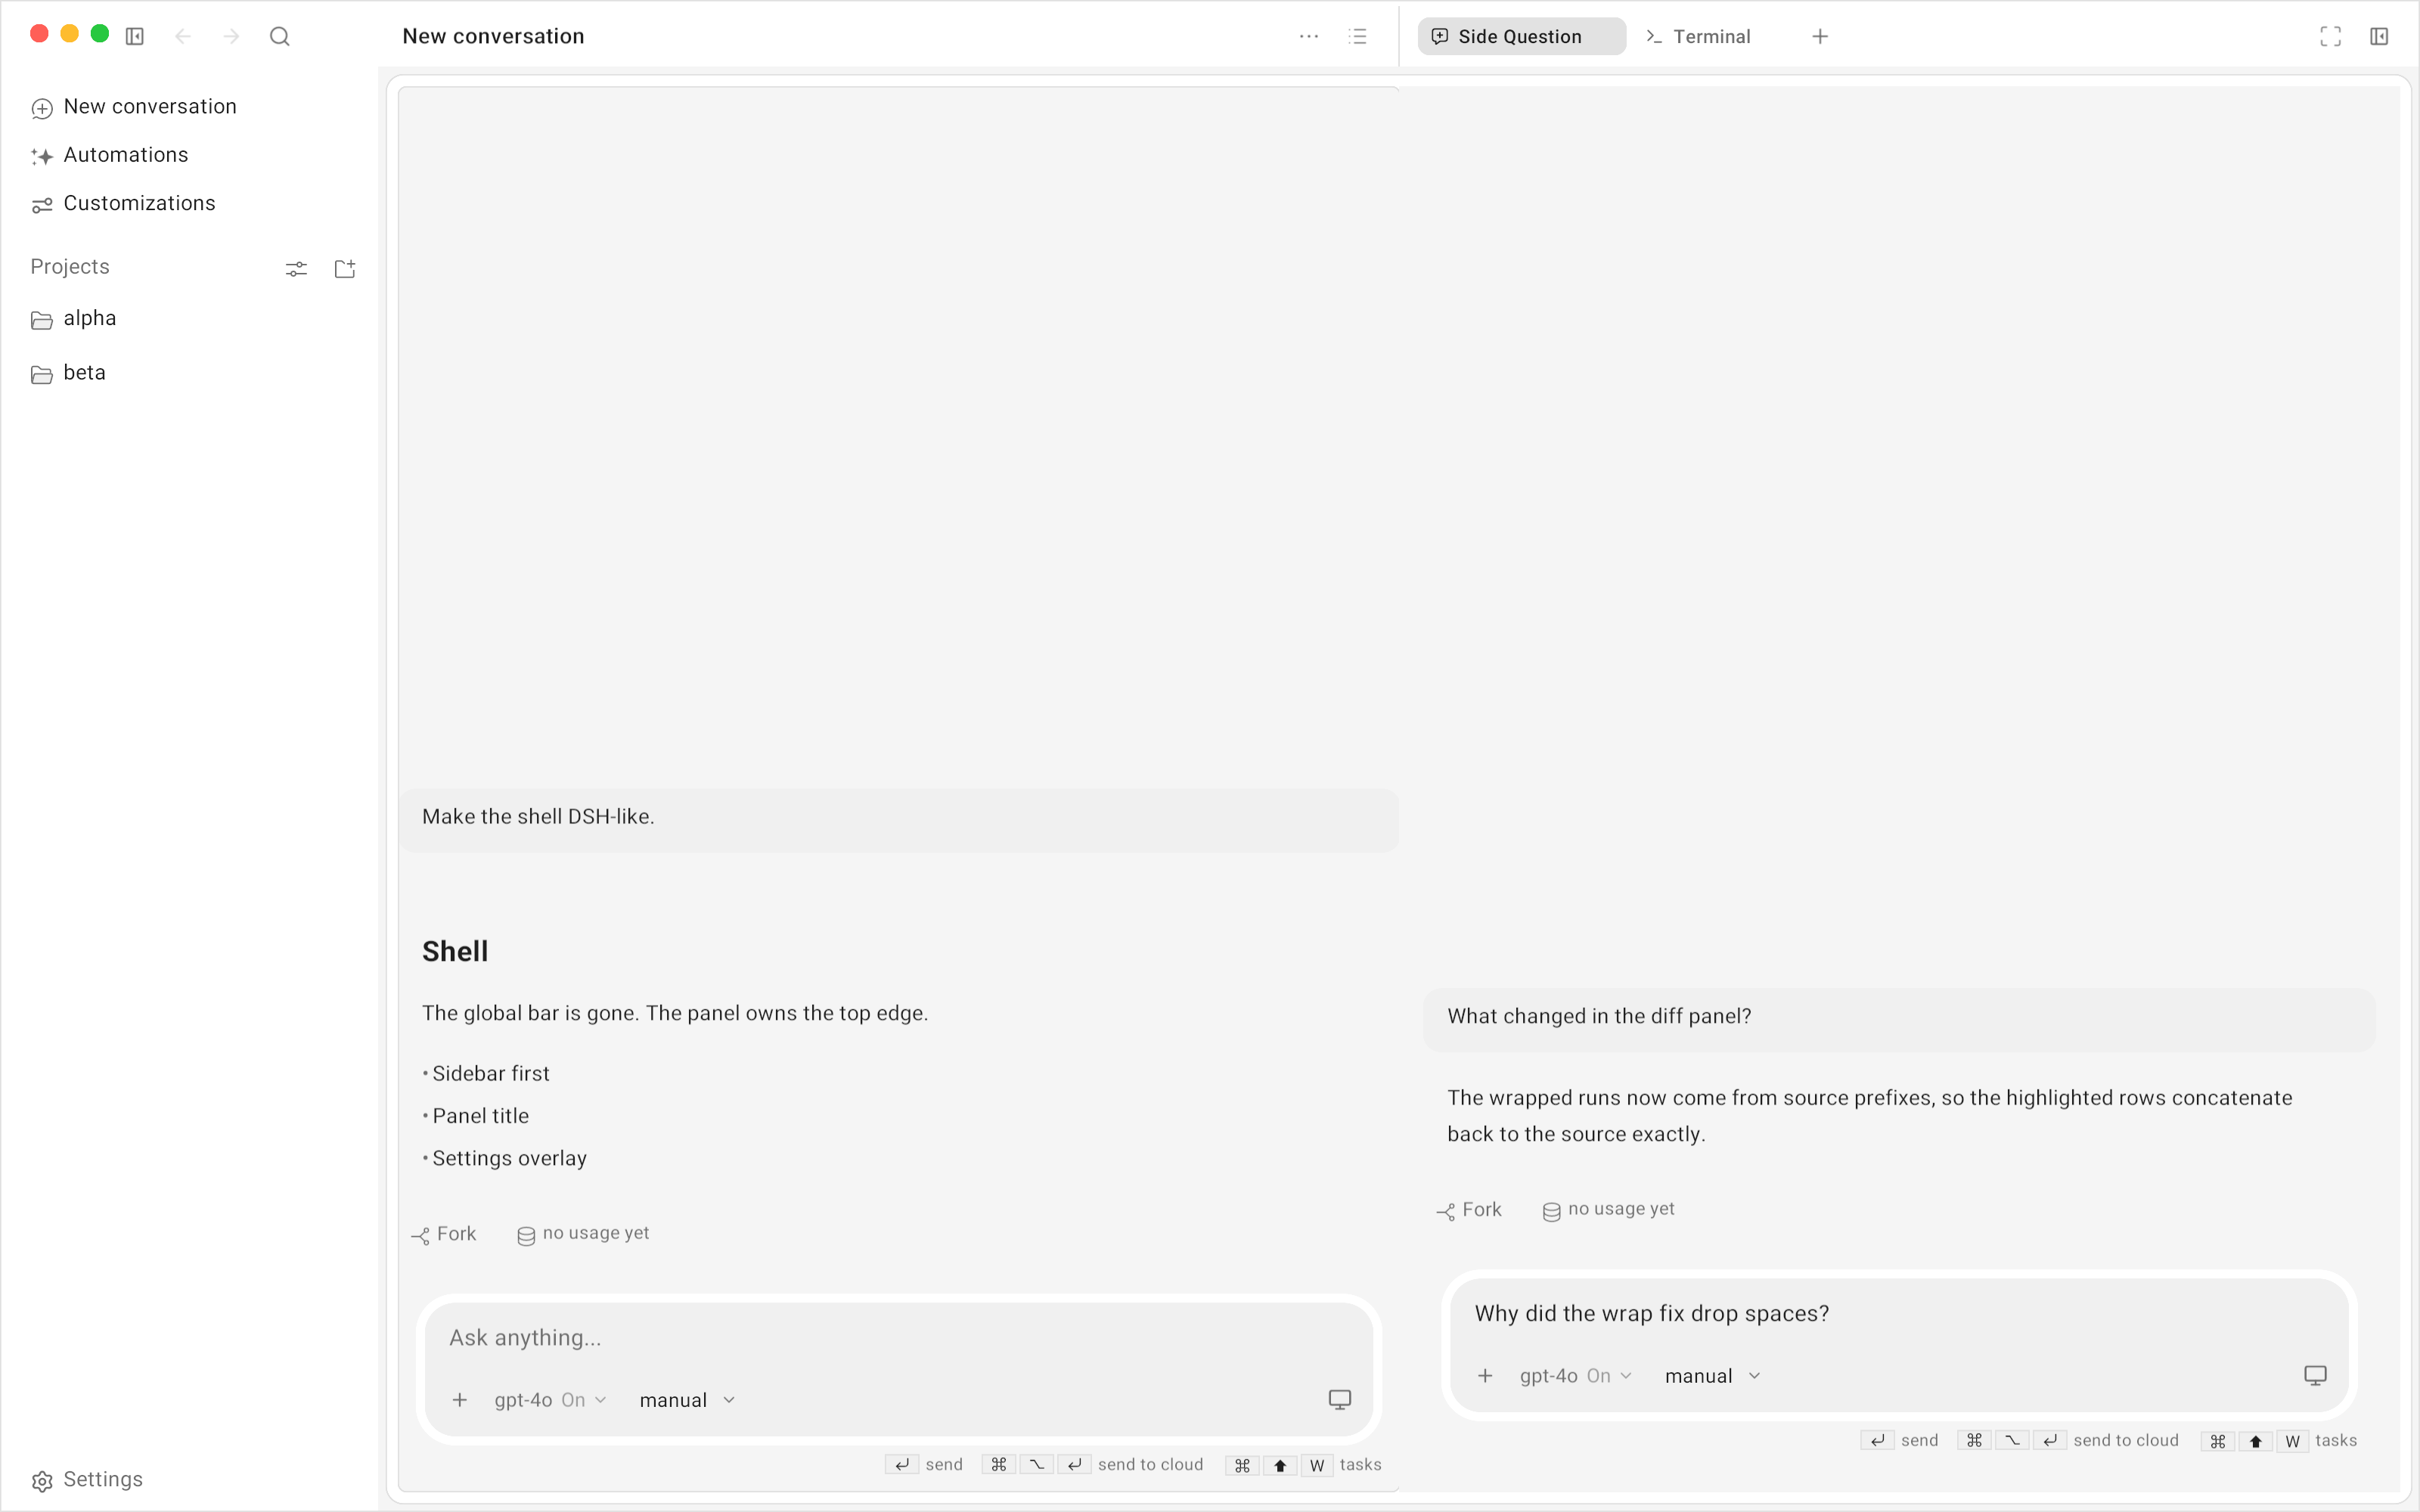 New conversation
Side Question
Terminal
New conversation
Automations
Customizations
Projects
alpha
beta
Settings
Make the shell DSH-like.
Shell
The global bar is gone. The panel owns the top edge.
• Sidebar first
• Panel title
• Settings overlay
Fork no usage yet
Ask anything...
+ gpt-4o On manual
send ⌘ ⌥ send to cloud ⌘ W tasks
What changed in the diff panel?
The wrapped runs now come from source prefixes, so the highlighted rows concatenate
back to the source exactly.
Fork no usage yet
Why did the wrap fix drop spaces?
+ gpt-4o On manual
send ⌘ ⌥ send to cloud ⌘ W tasks